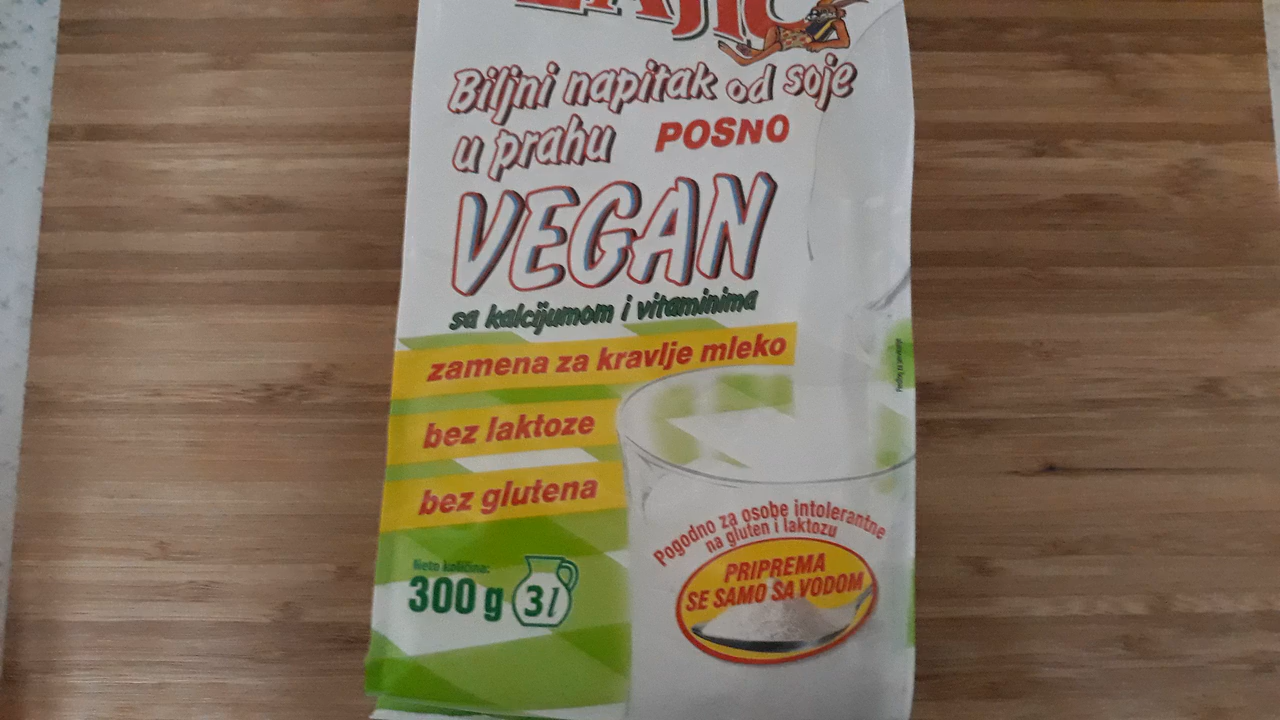 Biljni napitak od soje
u prahu POSNO
VEGAN
sa kalcijumom i vitaminima
zamena za kravlje mleko
bez laktoze
bez glutena
Pogodno za osobe intolerantne
na gluten i laktozu
PRIPREMA
SE SAMO SA VODOM
Neto količina:
300 g 3l